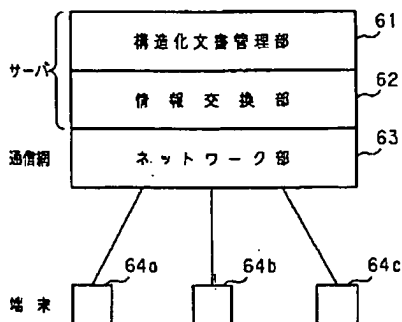 構造化文書管理部 61
サーバ
情報交換部 62
通信網 ネットワーク部 63
64a 64b 64c
端末